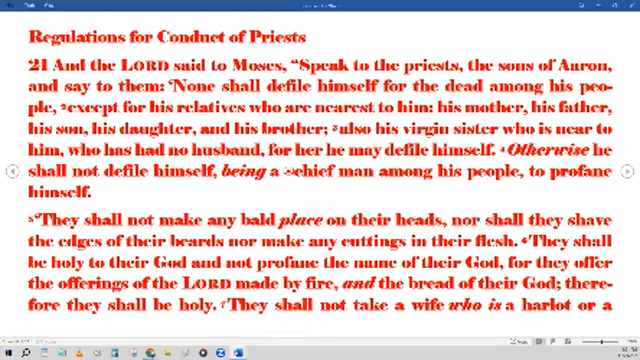 Regulations for Conduct of Priests
21 And the LORD said to Moses, “Speak to the priests, the sons of Aaron,
and say to them: ‘None shall defile himself for the dead among his peo-
ple, ²except for his relatives who are nearest to him: his mother, his father,
his son, his daughter, and his brother; ³also his virgin sister who is near to
him, who has had no husband, for her he may defile himself. ⁴Otherwise he
shall not defile himself, being a chief man among his people, to profane
himself.
⁵‘They shall not make any bald place on their heads, nor shall they shave
the edges of their beards nor make any cuttings in their flesh. ⁶They shall
be holy to their God and not profane the name of their God, for they offer
the offerings of the LORD made by fire, and the bread of their God; there-
fore they shall be holy. ⁷They shall not take a wife who is a harlot or a